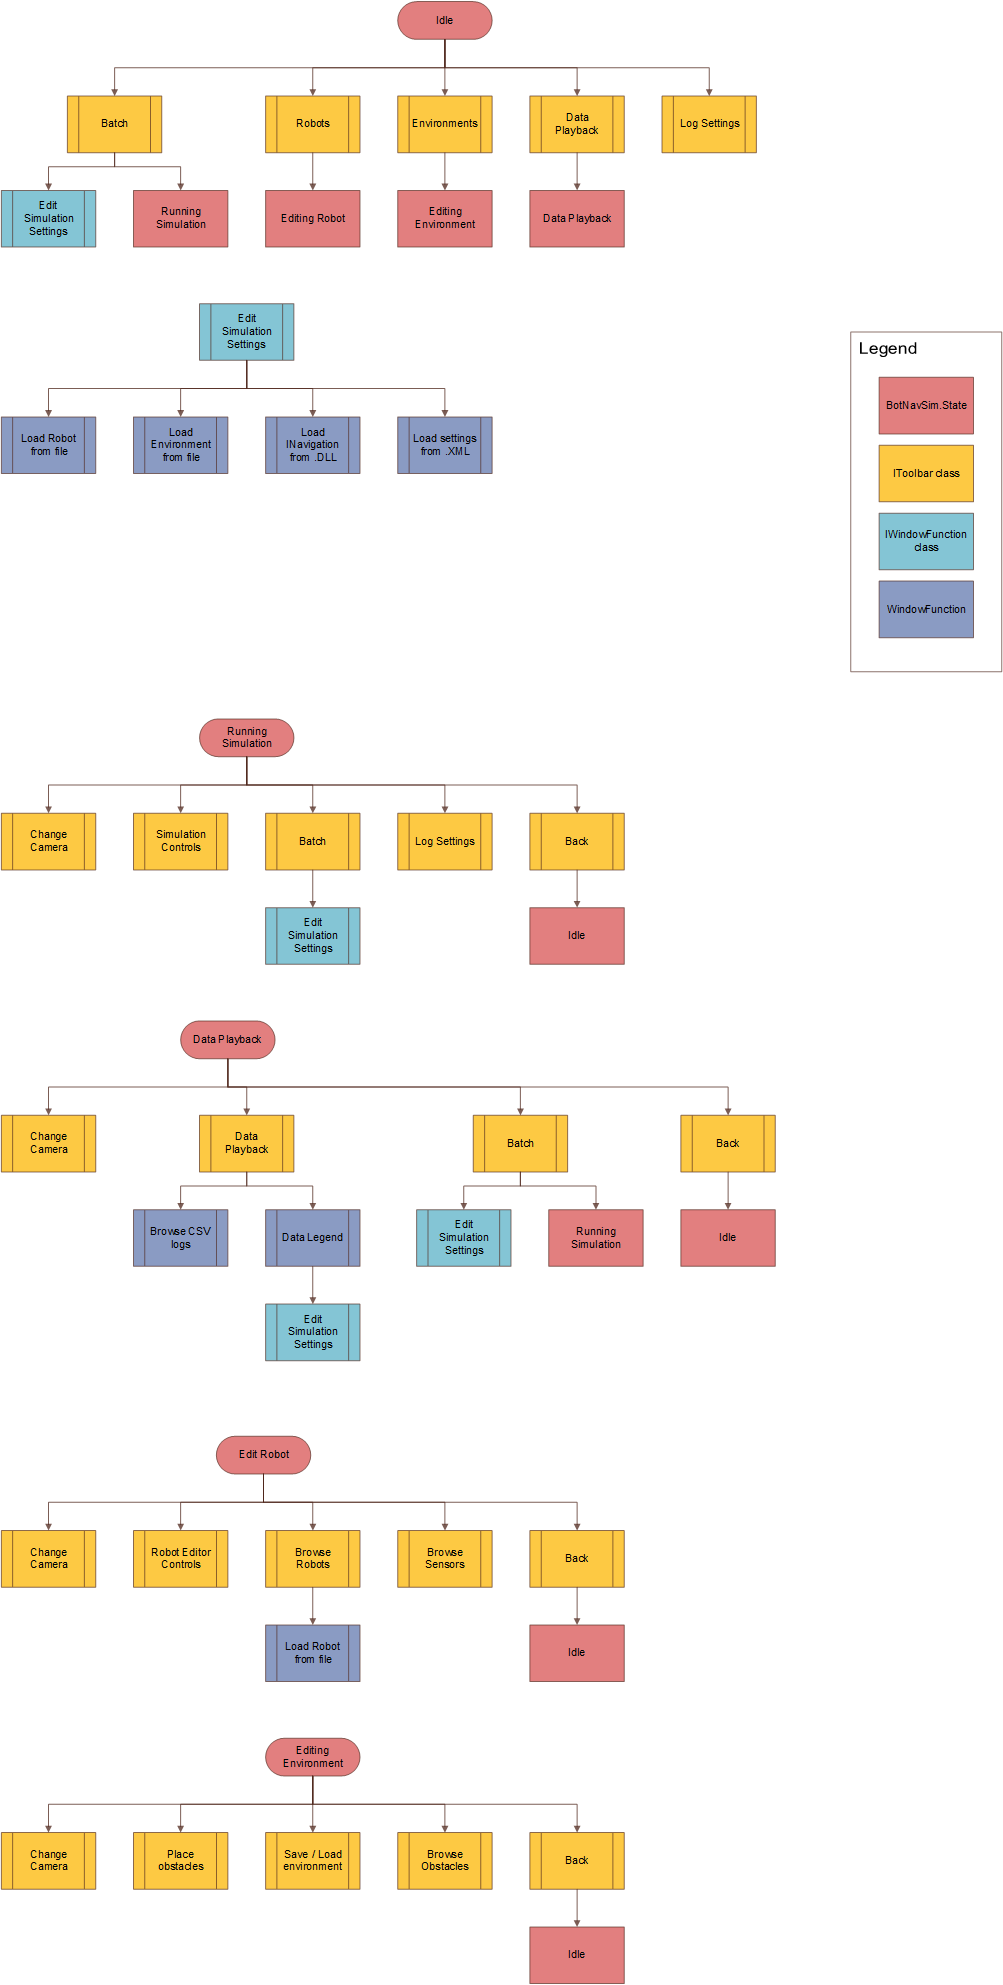 Idle
Batch
Robots
Environments
Data
Playback
Log Settings
Edit
Simulation
Settings
Running
Simulation
Editing Robot
Editing
Environment
Data Playback
Edit
Simulation
Settings
Load Robot
from file
Load
Environment
from file
Load
INavigation
from .DLL
Load settings
from .XML
Legend
BotNavSim.State
IToolbar class
IWindowFunction
class
WindowFunction
Running
Simulation
Change
Camera
Simulation
Controls
Batch
Log Settings
Back
Edit
Simulation
Settings
Idle
Data Playback
Change
Camera
Data
Playback
Batch
Back
Browse CSV
logs
Data Legend
Edit
Simulation
Settings
Running
Simulation
Idle
Edit
Simulation
Settings
Edit Robot
Change
Camera
Robot Editor
Controls
Browse
Robots
Browse
Sensors
Back
Load Robot
from file
Idle
Editing
Environment
Change
Camera
Place
obstacles
Save / Load
environment
Browse
Obstacles
Back
Idle